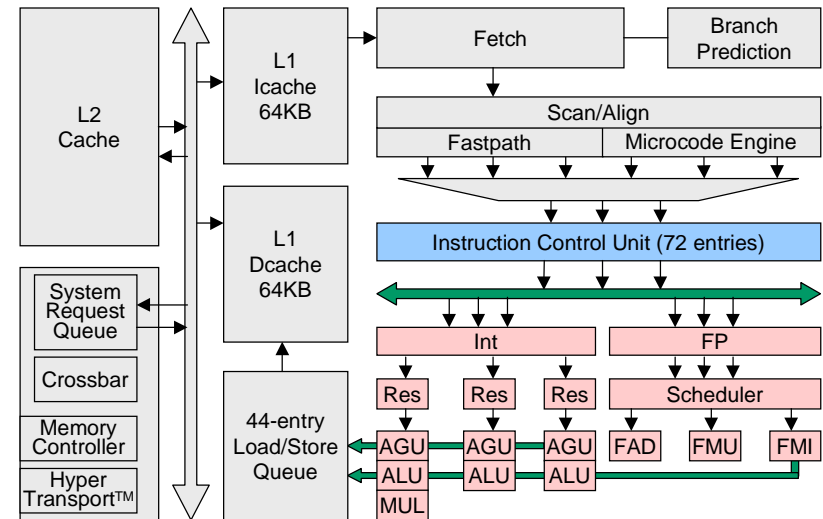 L2
Cache
L1
Icache
64KB
Fetch
Branch
Prediction
Scan/Align
Fastpath
Microcode Engine
L1
Dcache
64KB
Instruction Control Unit (72 entries)
System
Request
Queue
Crossbar
Memory
Controller
Hyper
Transport™
44-entry
Load/Store
Queue
Int
FP
Res
Res
Res
Scheduler
AGU
AGU
AGU
FAD
FMU
FMI
ALU
ALU
ALU
MUL